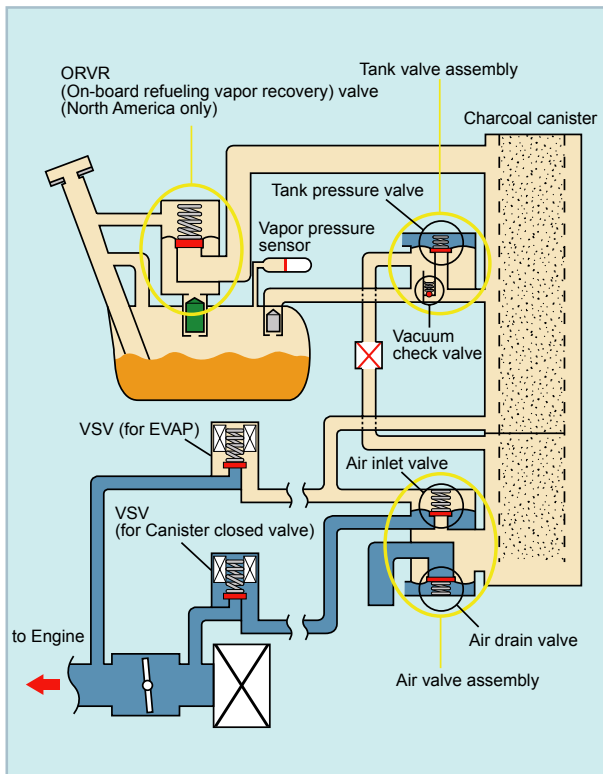 ORVR
(On-board refueling vapor recovery) valve
(North America only)
Tank valve assembly
Charcoal canister
Tank pressure valve
Vapor pressure
sensor
Vacuum
check valve
VSV (for EVAP)
Air inlet valve
VSV
(for Canister closed valve)
to Engine
Air drain valve
Air valve assembly